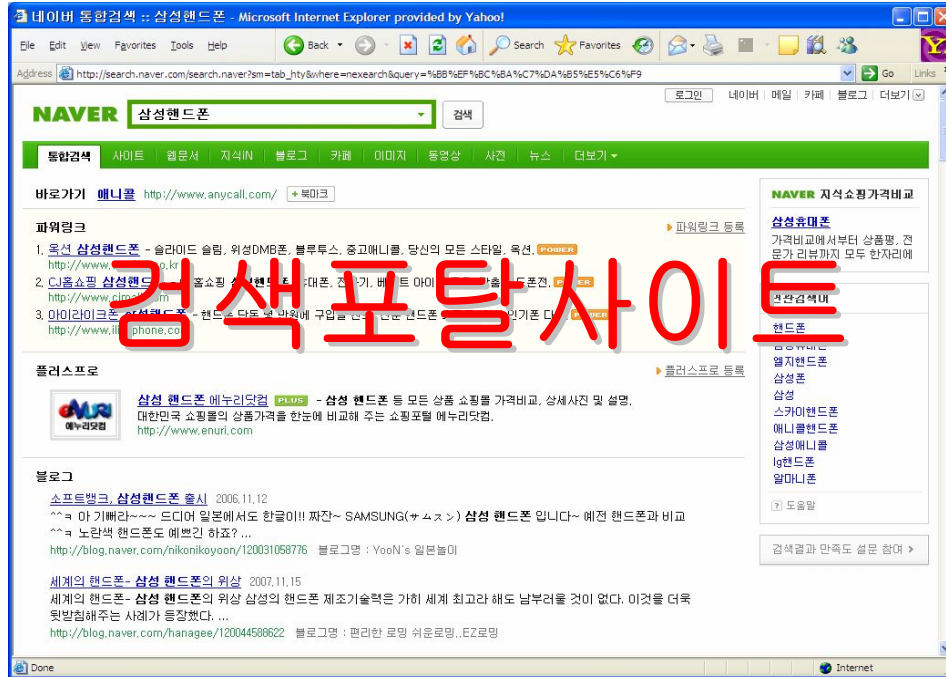 네이버 통합검색 :: 삼성핸드폰 - Microsoft Internet Explorer provided by Yahoo!
File Edit View Favorites Tools Help Back Search Favorites
Address http://search.naver.com/search.naver?sm=tab_hty&where=nexearch&query=%BB%EF%BC%BA%C7%DA%B5%E5%C6%F9 Go Links
로그인 네이버 메일 카페 블로그 더보기
NAVER 삼성핸드폰 검색
통합검색 사이트 웹문서 지식iN 블로그 카페 이미지 동영상 사전 뉴스 더보기
바로가기 애니콜 http://www.anycall.com/ +북마크
파워링크 파워링크 등록
1. 옥션 삼성핸드폰 - 슬라이드 슬림, 위성DMB폰, 블루투스, 중고애니콜, 당신의 모든 스타일, 옥션. POWER
http://www.
2. CJ홈쇼핑 삼성핸드폰
http://www.cjmall.com
3. 아이라이크폰 삼성핸드폰 - 핸드폰
http://www.ilikephone.co
검색포탈사이트
플러스프로 플러스프로 등록
에누리닷컴
삼성 핸드폰 에누리닷컴 PLUS - 삼성 핸드폰 등 모든 상품 쇼핑몰 가격비교, 상세사진 및 설명.
대한민국 쇼핑몰의 상품가격을 한눈에 비교해 주는 쇼핑포털 에누리닷컴.
http://www.enuri.com
블로그
소프트뱅크, 삼성핸드폰 출시 2006.11.12
^^ㅋ 아 기뻐라~~~ 드디어 일본에서도 한글이!! 짜잔~ SAMSUNG(サムスン) 삼성 핸드폰 입니다~ 예전 핸드폰과 비교
^^ㅋ 노란색 핸드폰도 예쁘긴 하죠? ...
http://blog.naver.com/nikonikoyoon/120031058776 블로그명 : YooN's 일본놀이
세계의 핸드폰- 삼성 핸드폰의 위상 2007.11.15
세계의 핸드폰- 삼성 핸드폰의 위상 삼성의 핸드폰 제조기술력은 가히 세계 최고라 해도 남부러울 것이 없다. 이것을 더욱
뒷받침해주는 사례가 등장했다. ...
http://blog.naver.com/hanagee/120044588622 블로그명 : 편리한 로밍 쉬운로밍..EZ로밍
NAVER 지식쇼핑가격비교
삼성휴대폰
가격비교에서부터 상품평, 전
문가 리뷰까지 모두 한자리에
연관검색어
핸드폰
삼성휴대폰
엘지핸드폰
삼성폰
삼성
스카이핸드폰
애니콜핸드폰
삼성애니콜
lg핸드폰
알마니폰
도움말
검색결과 만족도 설문 참여
Done Internet